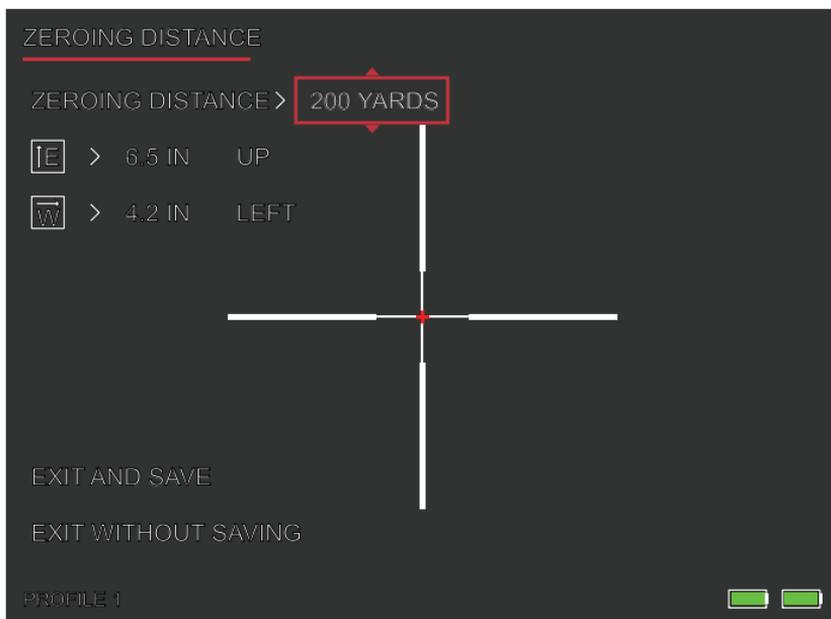 ZEROING DISTANCE
ZEROING DISTANCE > 200 YARDS
E > 6.5 IN UP
W > 4.2 IN LEFT
EXIT AND SAVE
EXIT WITHOUT SAVING
PROFILE 1